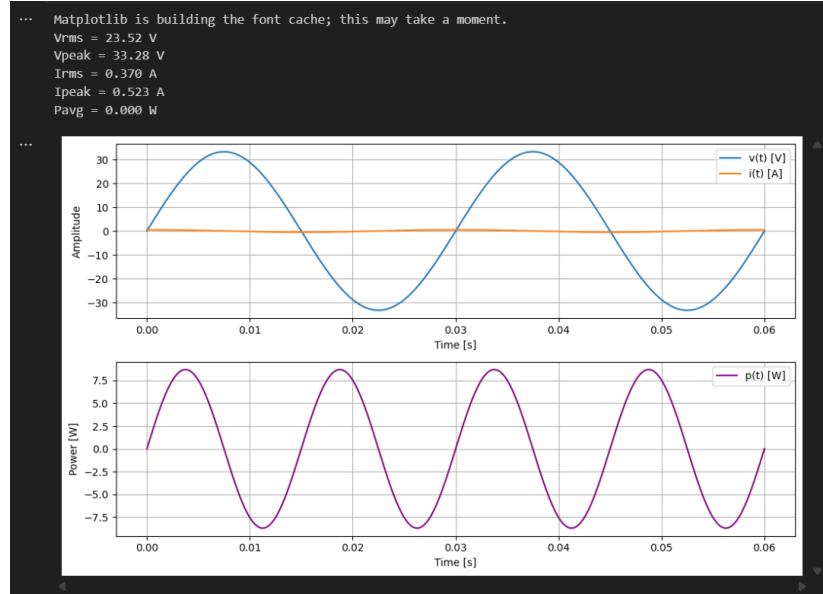 Matplotlib is building the font cache; this may take a moment.
Vrms = 23.52 V
Vpeak = 33.28 V
Irms = 0.370 A
Ipeak = 0.523 A
Pavg = 0.000 W
30
20
10
0
−10
−20
−30
Amplitude
v(t) [V]
i(t) [A]
0.00 0.01 0.02 0.03 0.04 0.05 0.06
Time [s]
7.5
5.0
2.5
0.0
−2.5
−5.0
−7.5
Power [W]
p(t) [W]
0.00 0.01 0.02 0.03 0.04 0.05 0.06
Time [s]